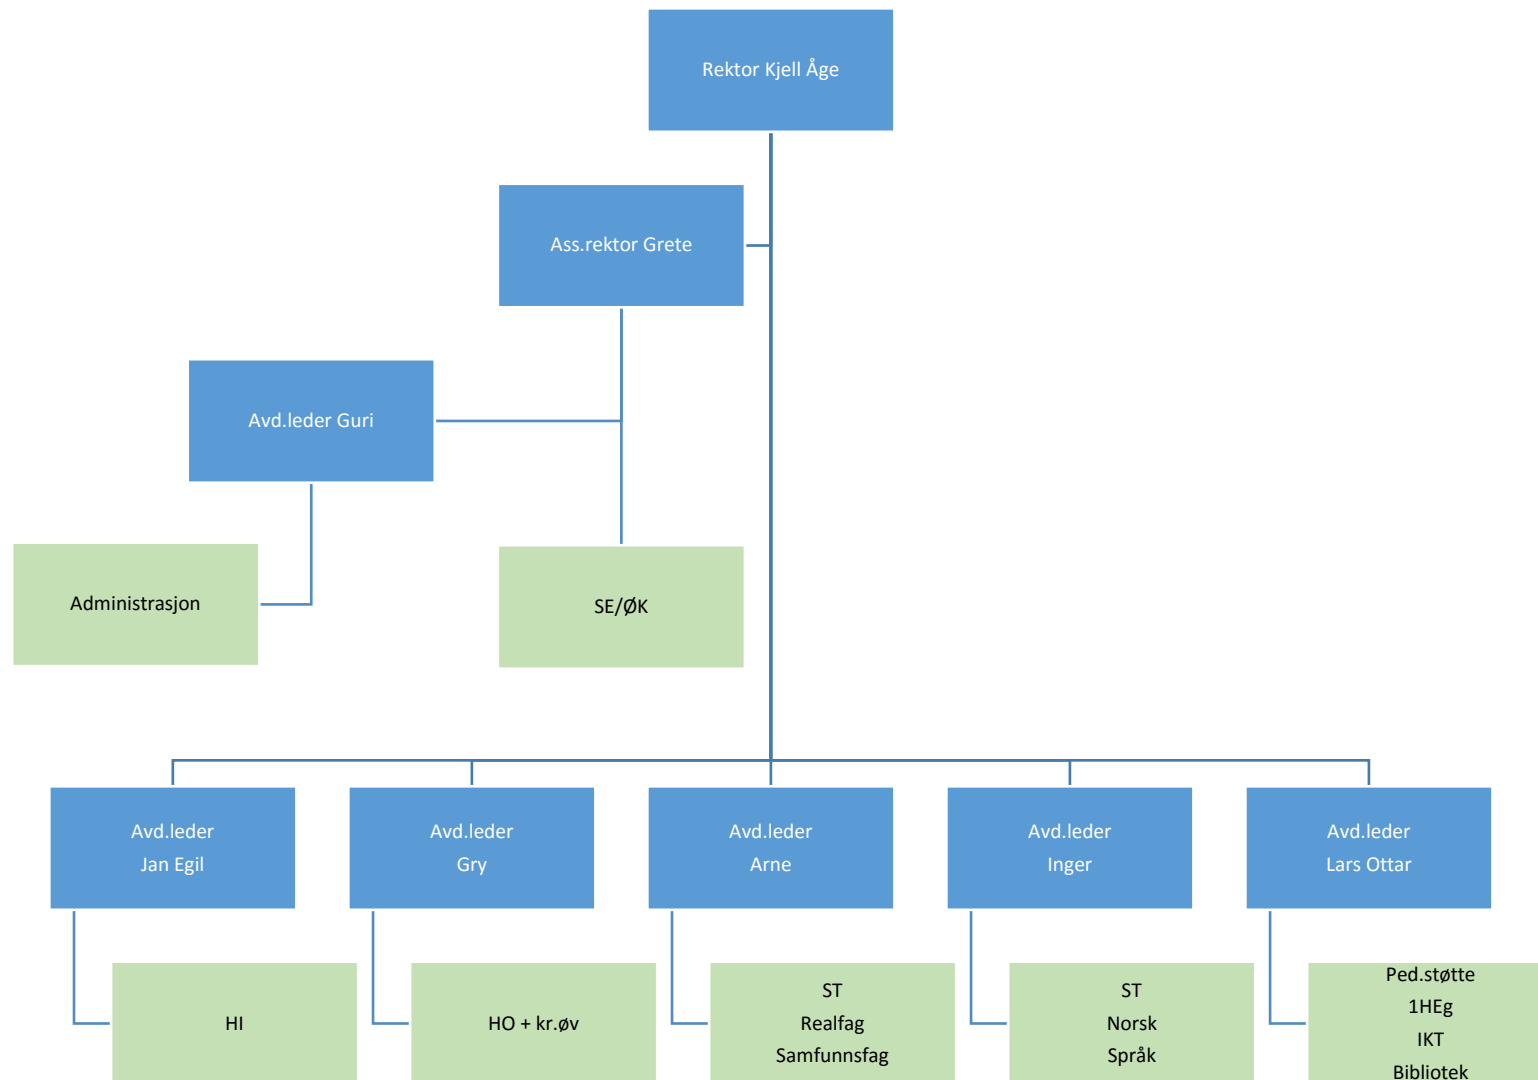 Rektor Kjell Åge
Ass.rektor Grete
Avd.leder Guri
Administrasjon
SE/ØK
Avd.leder
Jan Egil
Avd.leder
Gry
Avd.leder
Arne
Avd.leder
Inger
Avd.leder
Lars Ottar
HI
HO + kr.øv
ST
Realfag
Samfunnsfag
ST
Norsk
Språk
Ped.støtte
1HEg
IKT
Bibliotek